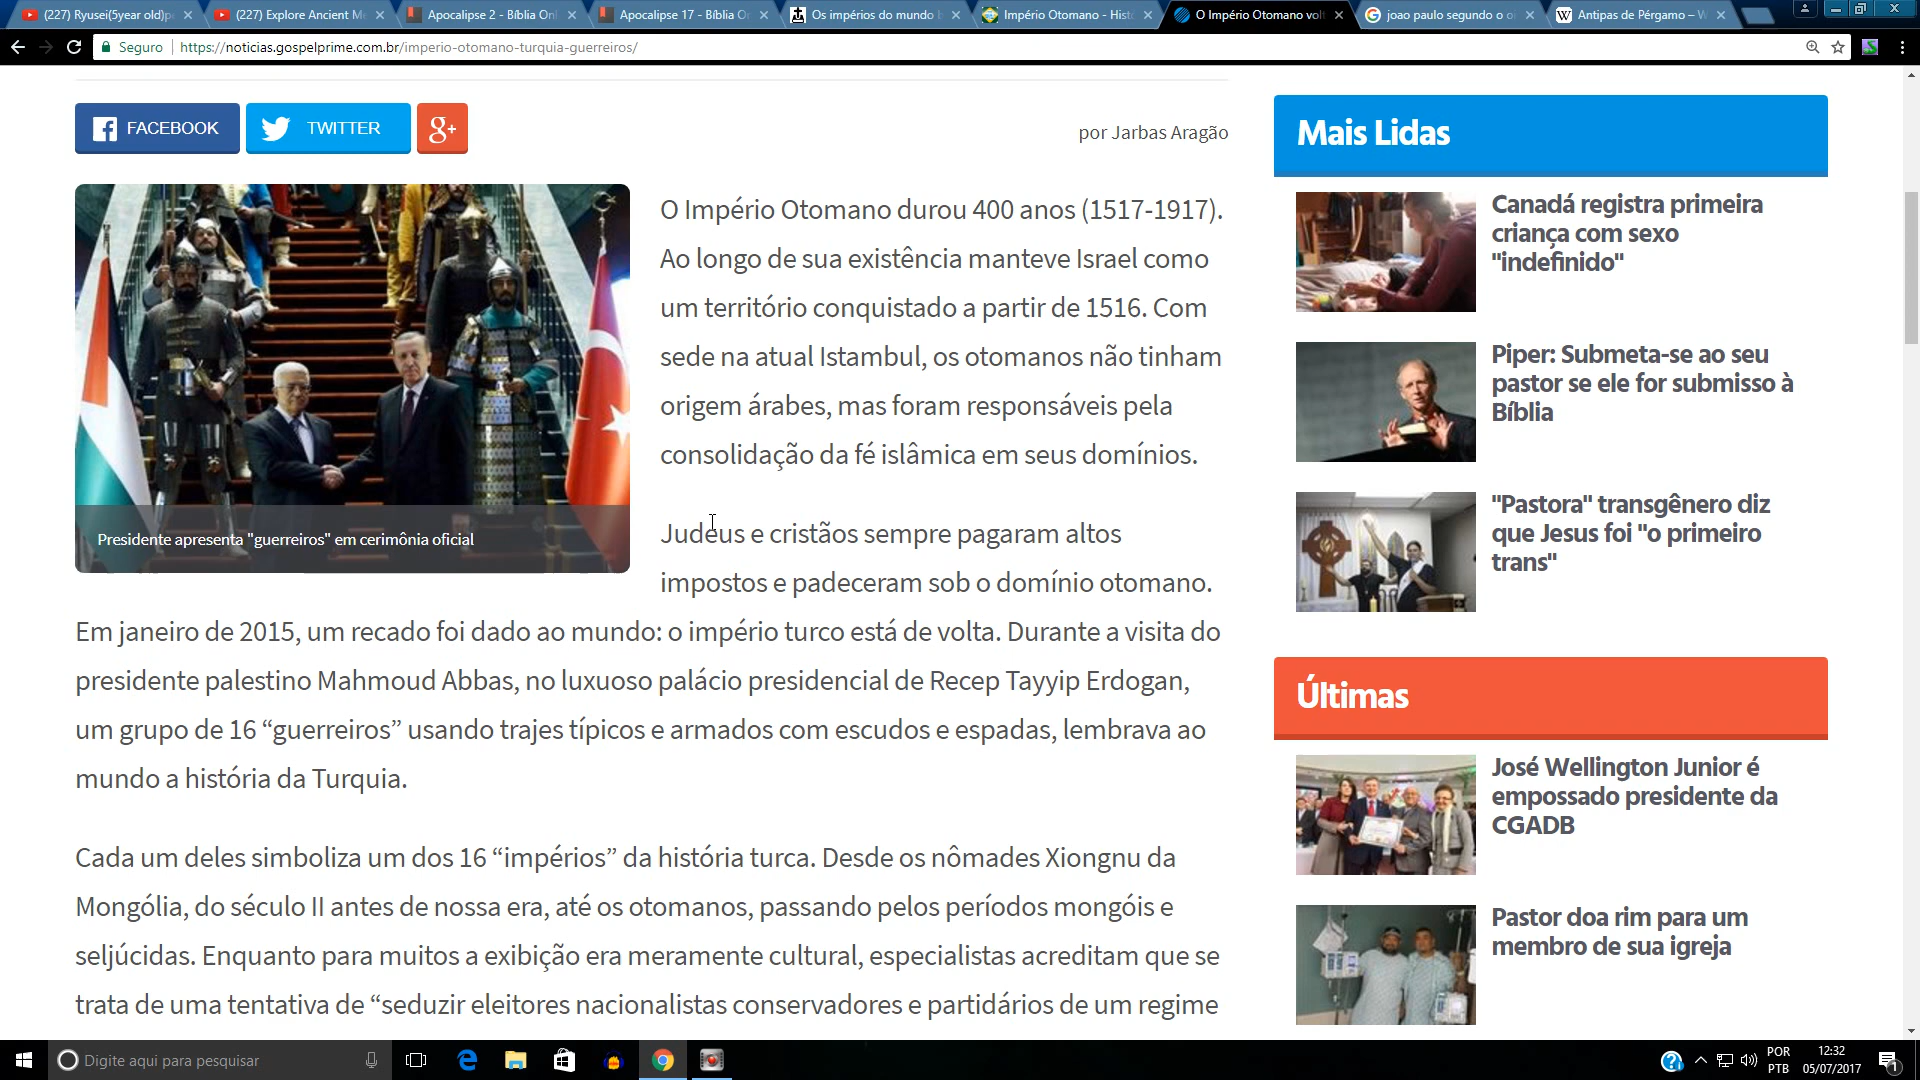 (227) Ryusei(5year old)p
(227) Explore Ancient M
Apocalipse 2 - Bíblia Onl
Apocalipse 17 - Bíblia O
Os impérios do mundo b
Império Otomano - Hist
O Império Otomano volt
joao paulo segundo o
Antipas de Pérgamo – W
Seguro | https://noticias.gospelprime.com.br/imperio-otomano-turquia-guerreiros/
FACEBOOK
TWITTER
g+
por Jarbas Aragão
Presidente apresenta "guerreiros" em cerimônia oficial
O Império Otomano durou 400 anos (1517-1917).
Ao longo de sua existência manteve Israel como
um território conquistado a partir de 1516. Com
sede na atual Istambul, os otomanos não tinham
origem árabes, mas foram responsáveis pela
consolidação da fé islâmica em seus domínios.
Judeus e cristãos sempre pagaram altos
impostos e padeceram sob o domínio otomano.
Em janeiro de 2015, um recado foi dado ao mundo: o império turco está de volta. Durante a visita do
presidente palestino Mahmoud Abbas, no luxuoso palácio presidencial de Recep Tayyip Erdogan,
um grupo de 16 “guerreiros” usando trajes típicos e armados com escudos e espadas, lembrava ao
mundo a história da Turquia.
Cada um deles simboliza um dos 16 “impérios” da história turca. Desde os nômades Xiongnu da
Mongólia, do século II antes de nossa era, até os otomanos, passando pelos períodos mongóis e
seljúcidas. Enquanto para muitos a exibição era meramente cultural, especialistas acreditam que se
trata de uma tentativa de “seduzir eleitores nacionalistas conservadores e partidários de um regime
Mais Lidas
Canadá registra primeira
criança com sexo
"indefinido"
Piper: Submeta-se ao seu
pastor se ele for submisso à
Bíblia
"Pastora" transgênero diz
que Jesus foi "o primeiro
trans"
Últimas
José Wellington Junior é
empossado presidente da
CGADB
Pastor doa rim para um
membro de sua igreja
Digite aqui para pesquisar
POR
PTB
12:32
05/07/2017
1